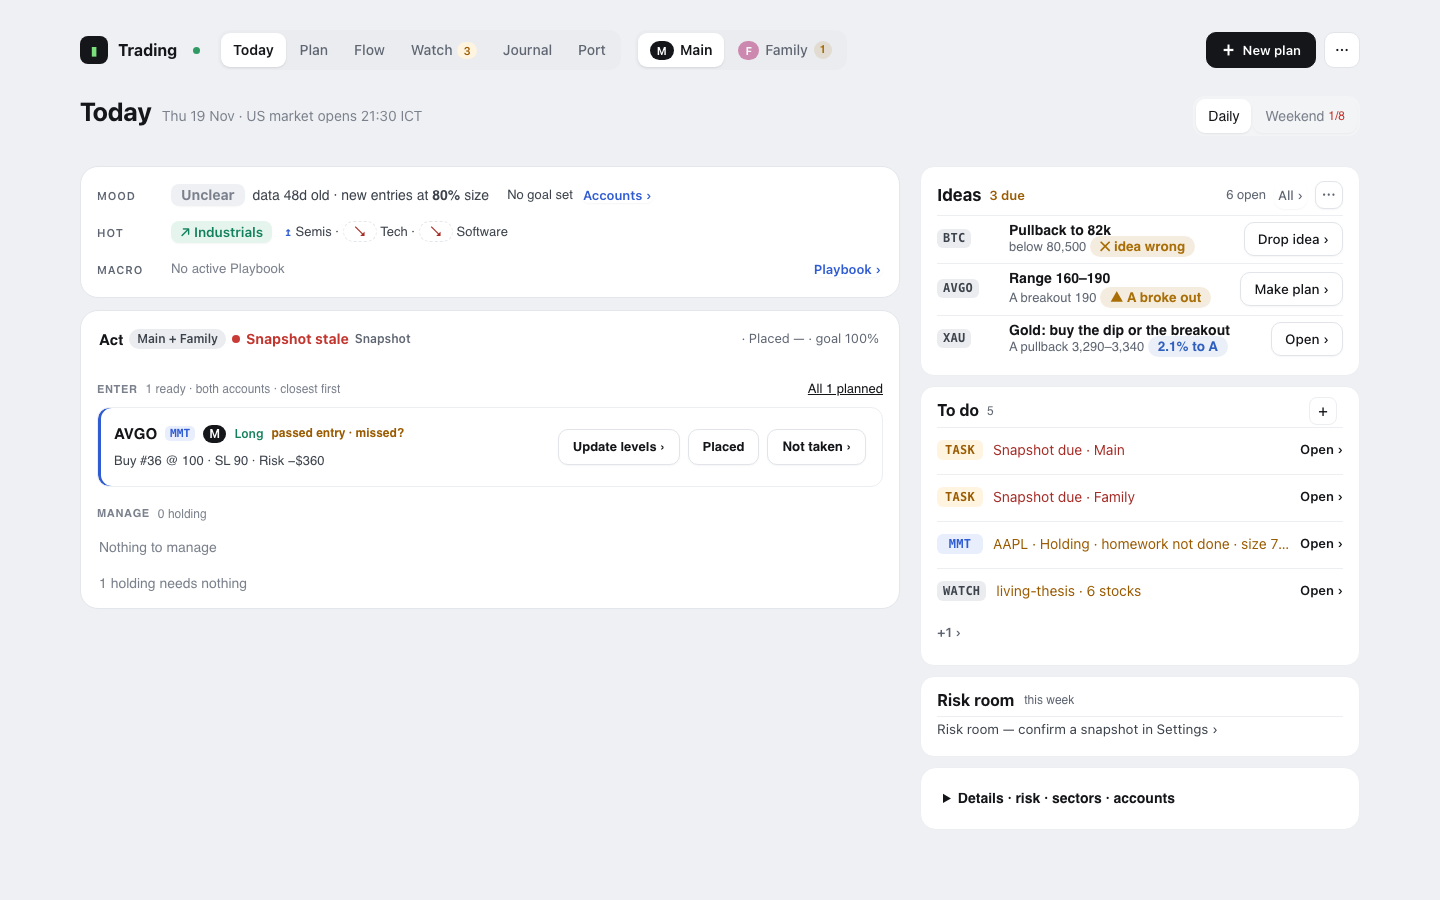 Trading
Today Plan Flow Watch 3 Journal Port
M Main F Family 1
+ New plan ···
Today Thu 19 Nov · US market opens 21:30 ICT
Daily Weekend 1/8
MOOD Unclear data 48d old · new entries at 80% size No goal set Accounts ›
HOT ↗ Industrials ↥ Semis · ↘ Tech · ↘ Software
MACRO No active Playbook Playbook ›
Act Main + Family ● Snapshot stale Snapshot · Placed — · goal 100%
ENTER 1 ready · both accounts · closest first All 1 planned
AVGO MMT M Long passed entry · missed?
Buy #36 @ 100 · SL 90 · Risk ~$360
Update levels › Placed Not taken ›
MANAGE 0 holding
Nothing to manage
1 holding needs nothing
Ideas 3 due 6 open All › ···
BTC Pullback to 82k
below 80,500 ✕ idea wrong
Drop idea ›
AVGO Range 160–190
A breakout 190 ▲ A broke out
Make plan ›
XAU Gold: buy the dip or the breakout
A pullback 3,290–3,340 2.1% to A
Open ›
To do 5 +
TASK Snapshot due · Main Open ›
TASK Snapshot due · Family Open ›
MMT AAPL · Holding · homework not done · size 7… Open ›
WATCH living-thesis · 6 stocks Open ›
+1 ›
Risk room this week
Risk room — confirm a snapshot in Settings ›
▶ Details · risk · sectors · accounts